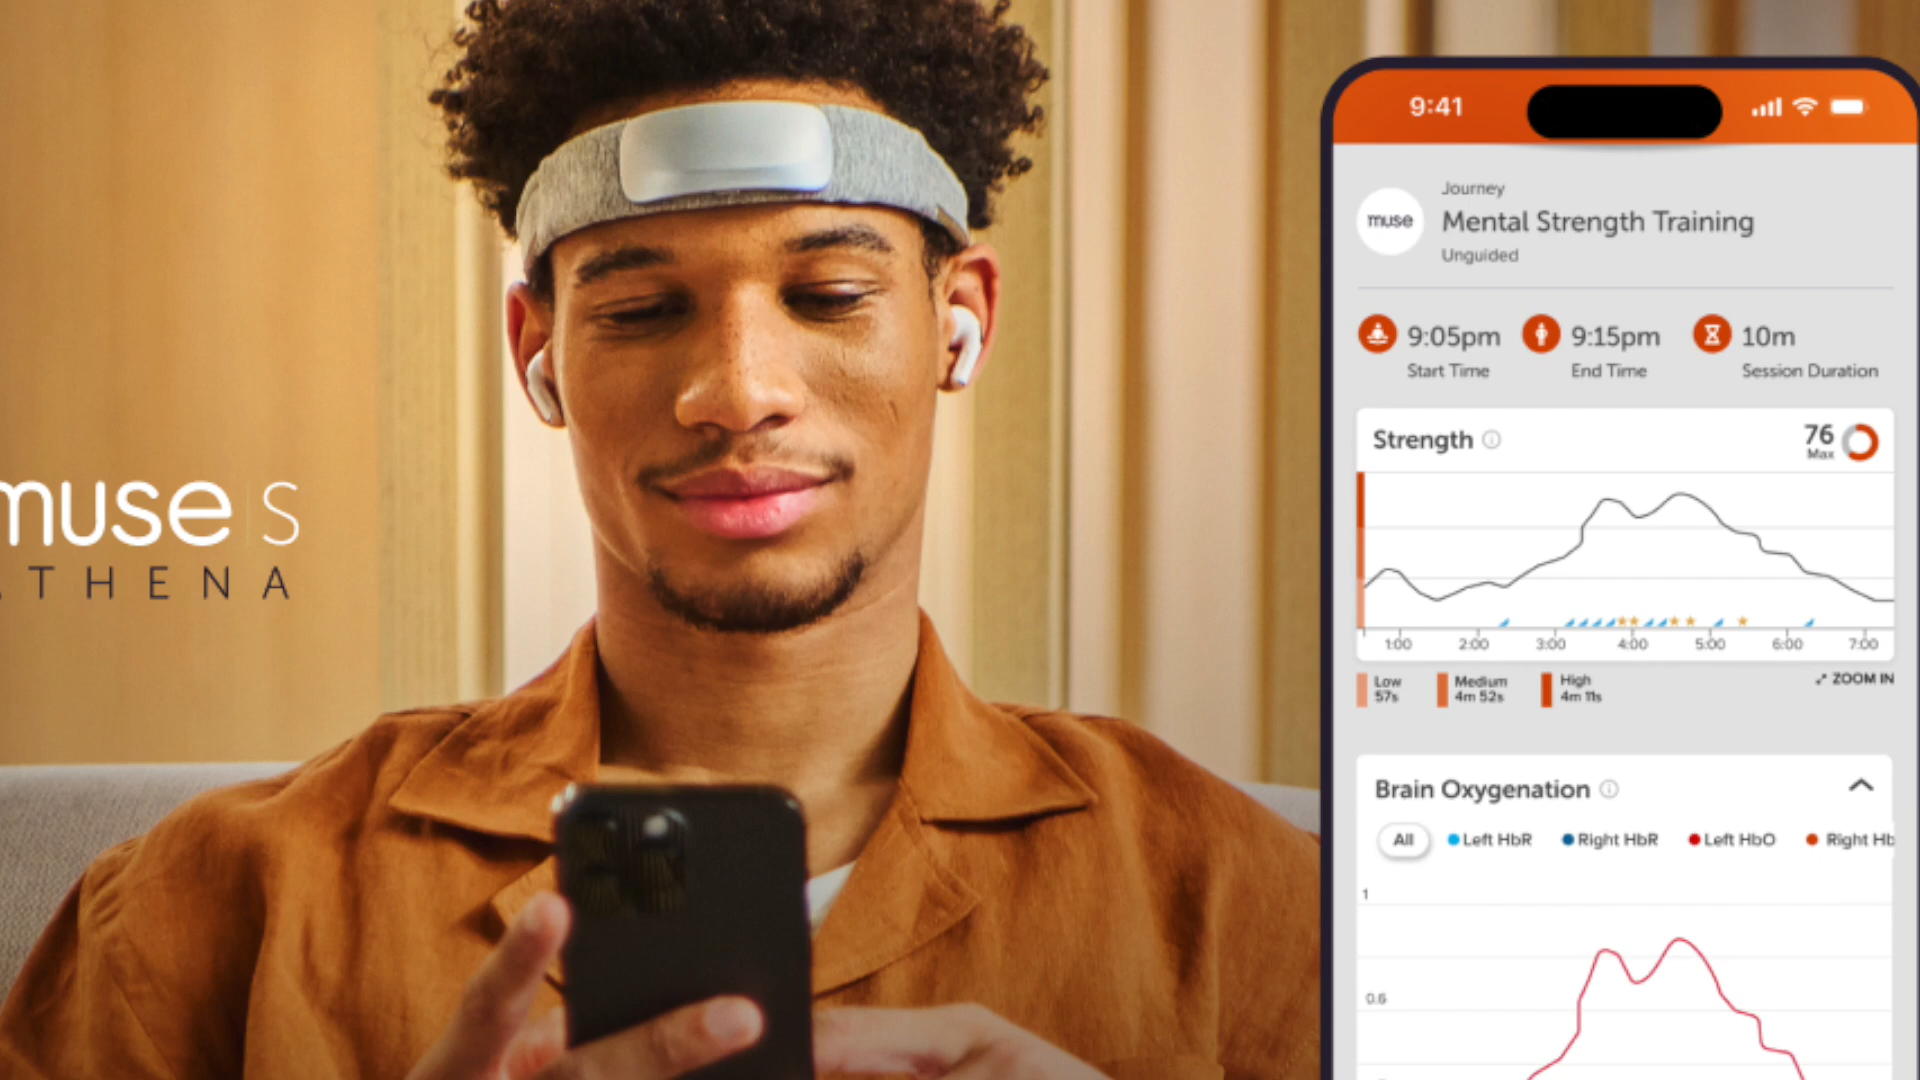 muse S
ATHENA
9:41
muse
Journey
Mental Strength Training
Unguided
9:05pm
Start Time
9:15pm
End Time
10m
Session Duration
Strength
76
Max
1:00 2:00 3:00 4:00 5:00 6:00 7:00
Low
57s
Medium
4m 52s
High
4m 11s
ZOOM IN
Brain Oxygenation
All Left HbR Right HbR Left HbO Right Hb
1
0.6